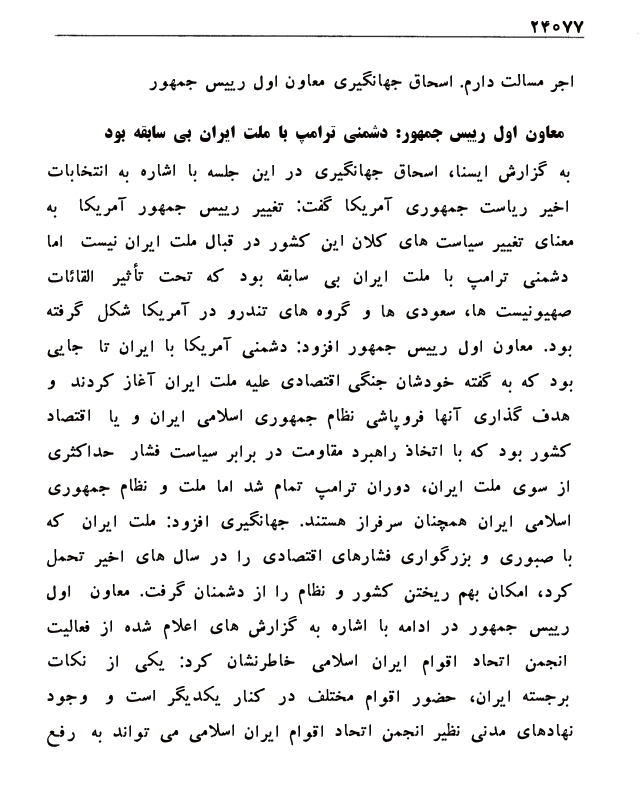 ۲۴۰۷۷
اجر مسالت دارم. اسحاق جهانگیری معاون اول رییس جمهور
معاون اول رییس جمهور: دشمنی ترامپ با ملت ایران بی سابقه بود
به گزارش ایسنا، اسحاق جهانگیری در این جلسه با اشاره به انتخابات
اخیر ریاست جمهوری آمریکا گفت: تغییر رییس جمهور آمریکا به
معنای تغییر سیاست های کلان این کشور در قبال ملت ایران نیست اما
دشمنی ترامپ با ملت ایران بی سابقه بود که تحت تأثیر القائات
صهیونیست ها، سعودی ها و گروه های تندرو در آمریکا شکل گرفته
بود. معاون اول رییس جمهور افزود: دشمنی آمریکا با ایران تا جایی
بود که به گفته خودشان جنگی اقتصادی علیه ملت ایران آغاز کردند و
هدف گذاری آنها فروپاشی نظام جمهوری اسلامی ایران و یا اقتصاد
کشور بود که با اتخاذ راهبرد مقاومت در برابر سیاست فشار حداکثری
از سوی ملت ایران، دوران ترامپ تمام شد اما ملت و نظام جمهوری
اسلامی ایران همچنان سرفراز هستند. جهانگیری افزود: ملت ایران که
با صبوری و بزرگواری فشارهای اقتصادی را در سال های اخیر تحمل
کرد، امکان بهم ریختن کشور و نظام را از دشمنان گرفت. معاون اول
رییس جمهور در ادامه با اشاره به گزارش های اعلام شده از فعالیت
انجمن اتحاد اقوام ایران اسلامی خاطرنشان کرد: یکی از نکات
برجسته ایران، حضور اقوام مختلف در کنار یکدیگر است و وجود
نهادهای مدنی نظیر انجمن اتحاد اقوام ایران اسلامی می تواند به رفع